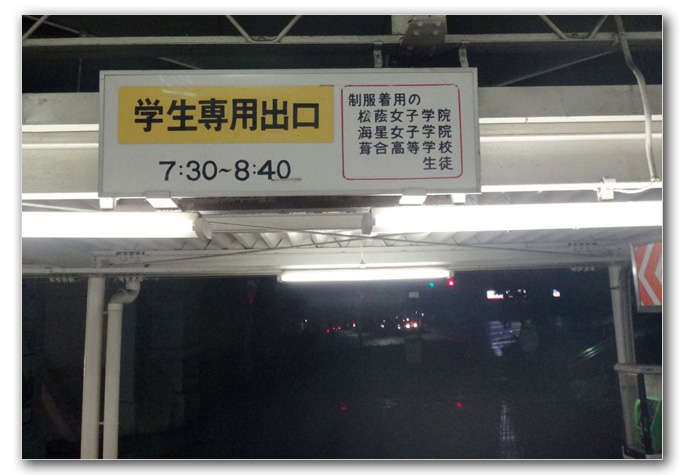 学生専用出口
7:30~8:40
制服着用の
松蔭女子学院
海星女子学院
葺合高等学校
生徒